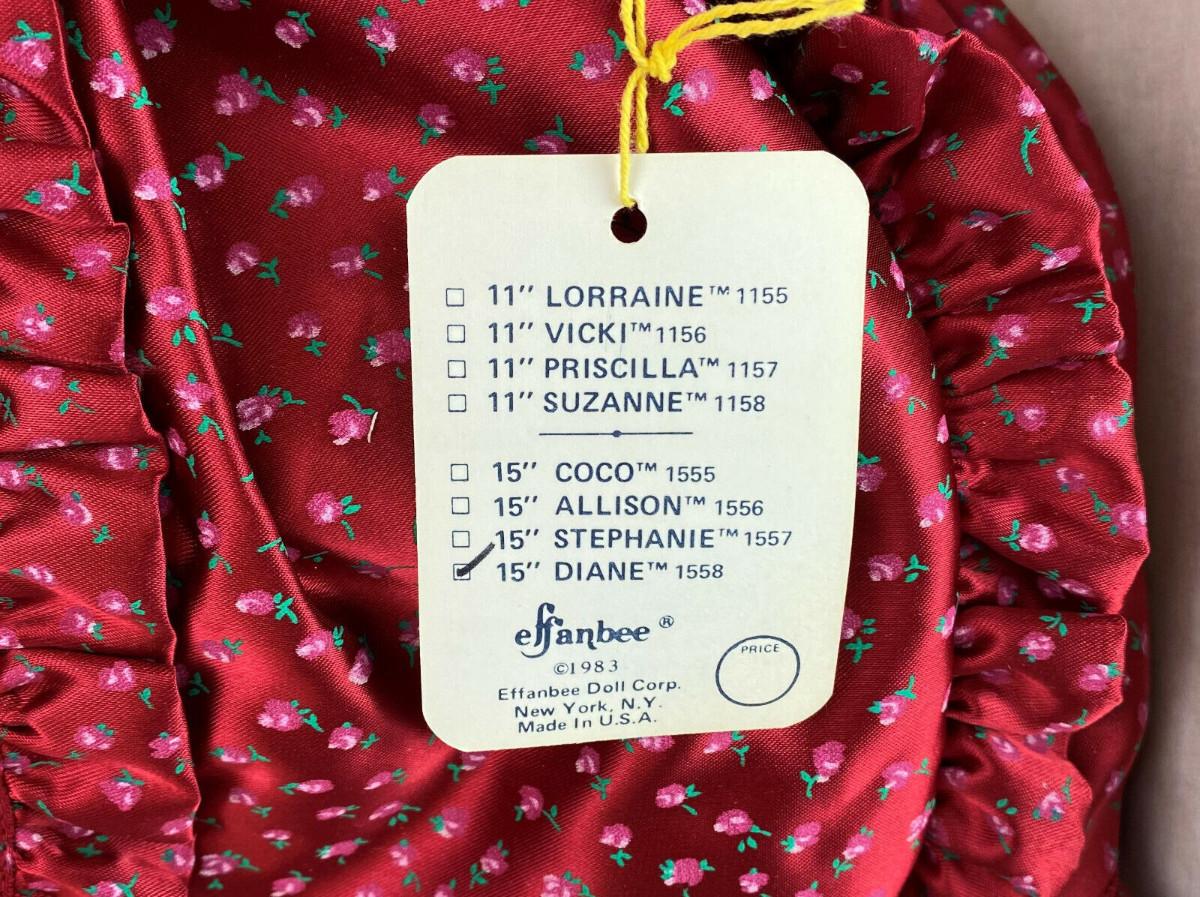 ☐ 11" LORRAINE™ 1155
☐ 11" VICKI™ 1156
☐ 11" PRISCILLA™ 1157
☐ 11" SUZANNE™ 1158
☐ 15" COCO™ 1555
☐ 15" ALLISON™ 1556
☐ 15" STEPHANIE™ 1557
☑ 15" DIANE™ 1558
effanbee ®
©1983
PRICE
Effanbee Doll Corp.
New York, N.Y.
Made In U.S.A.